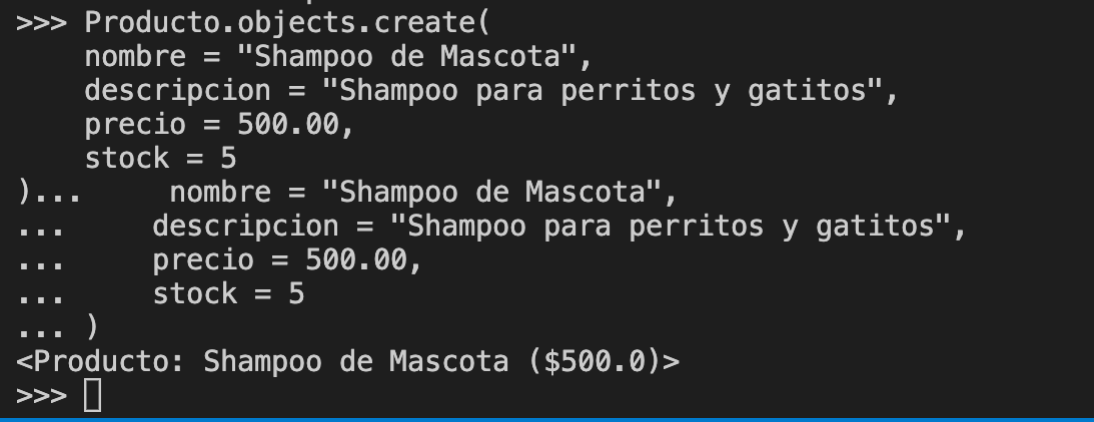 >>> Producto.objects.create(
    nombre = "Shampoo de Mascota",
    descripcion = "Shampoo para perritos y gatitos",
    precio = 500.00,
    stock = 5
)...     nombre = "Shampoo de Mascota",
...     descripcion = "Shampoo para perritos y gatitos",
...     precio = 500.00,
...     stock = 5
... )
<Producto: Shampoo de Mascota ($500.0)>
>>>